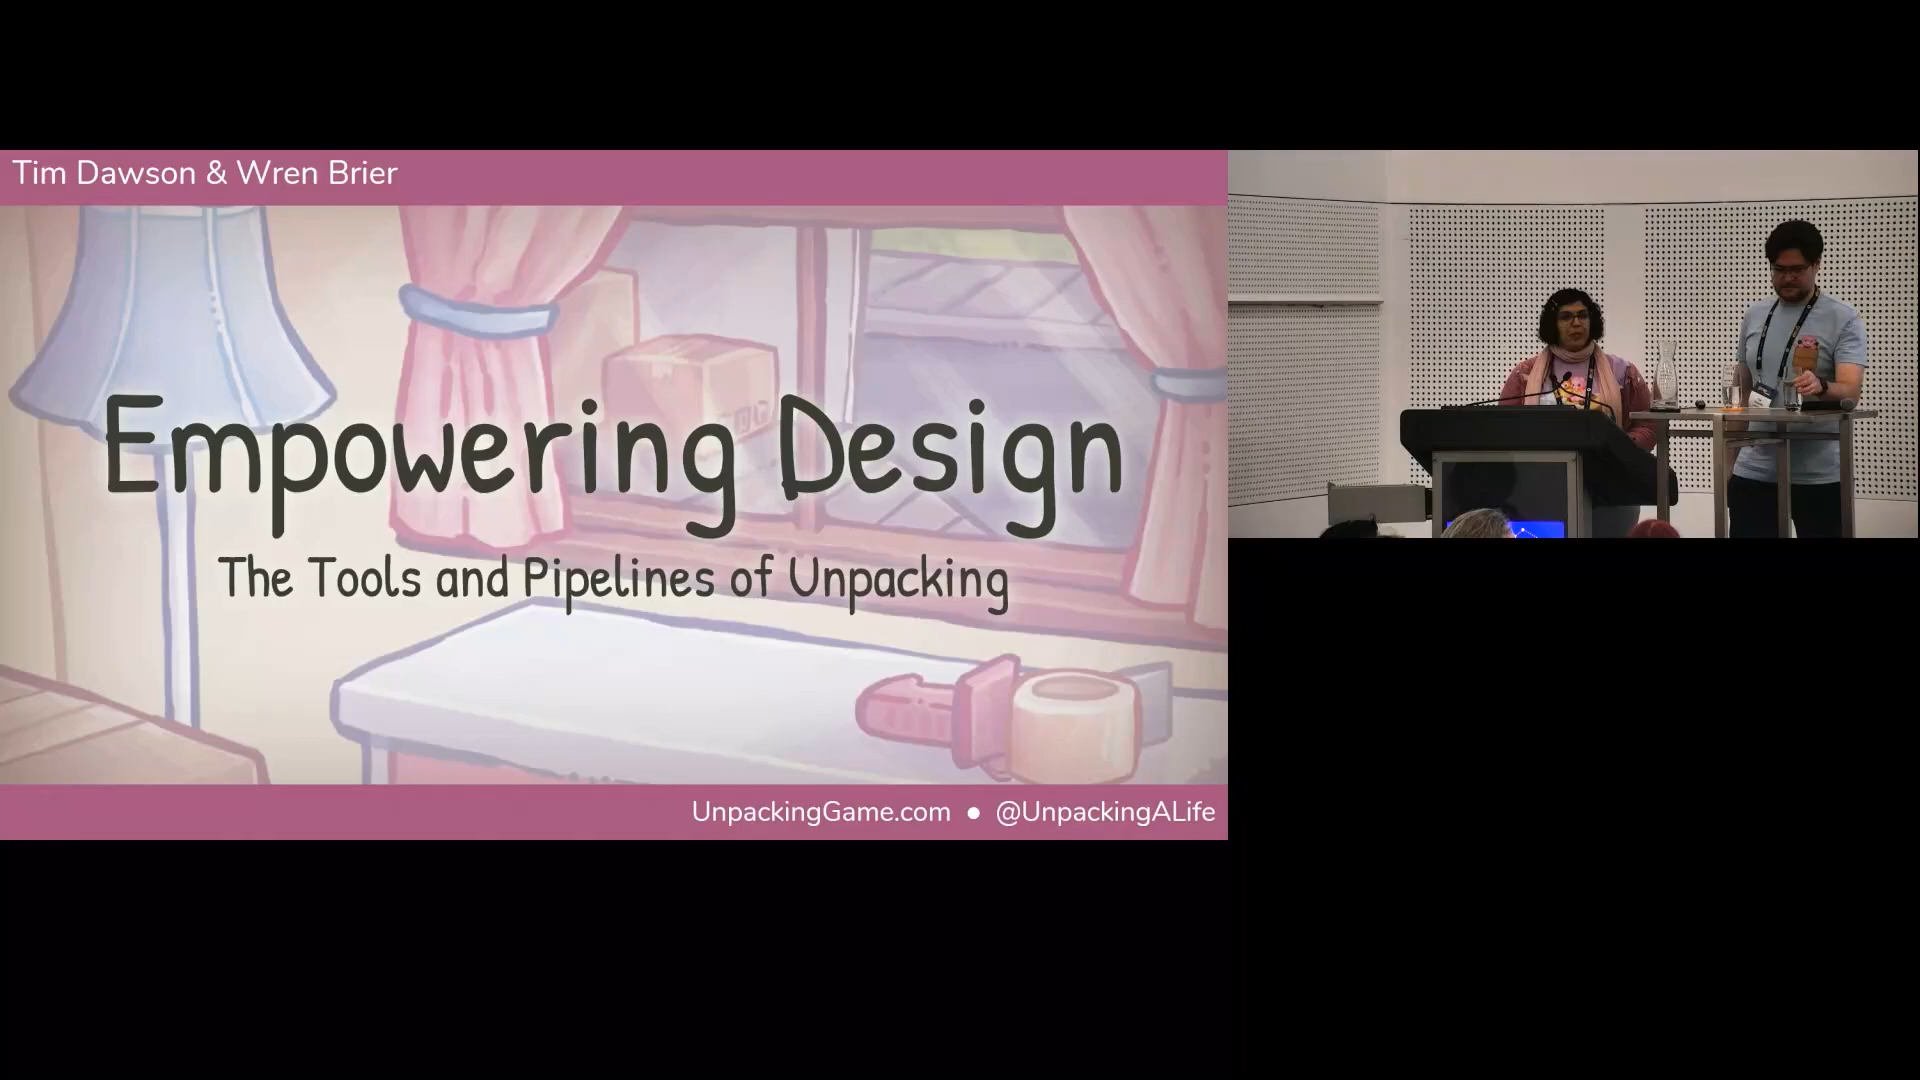 Tim Dawson & Wren Brier
Empowering Design
The Tools and Pipelines of Unpacking
UnpackingGame.com ● @UnpackingALife